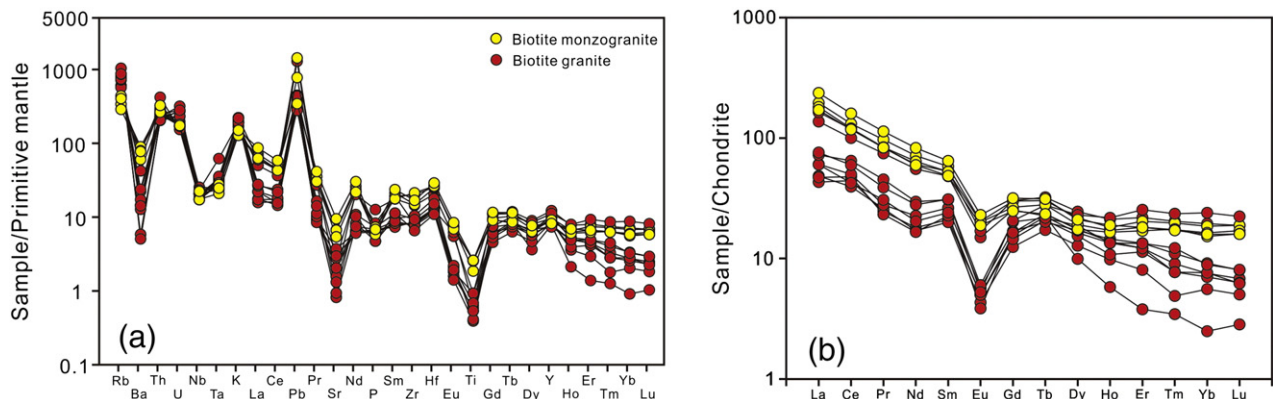 5000
1000
100
10
1
0.1
Sample/Primitive mantle
Biotite monzogranite
Biotite granite
(a)
Rb Th Nb K Ce Pr Nd Sm Hf Ti Tb Y Er Yb
Ba U Ta La Pb Sr P Zr Eu Gd Dy Ho Tm Lu
1000
100
10
1
Sample/Chondrite
(b)
La Ce Pr Nd Sm Eu Gd Tb Dy Ho Er Tm Yb Lu